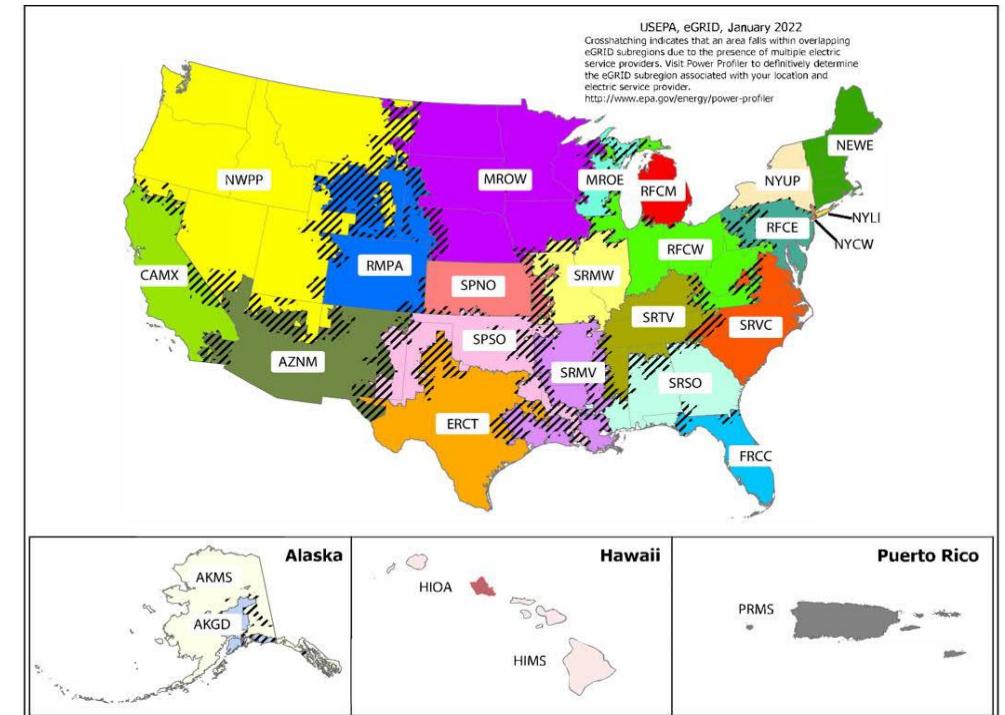 USEPA, eGRID, January 2022
Crosshatching indicates that an area falls within overlapping
eGRID subregions due to the presence of multiple electric
service providers. Visit Power Profiler to definitively determine
the eGRID subregion associated with your location and
electric service provider.
http://www.epa.gov/energy/power-profiler
NEWE
NWPP
MROW
MROE
RFCM
NYUP
NYLI
NYCW
RFCE
RFCW
CAMX
RMPA
SPNO
SRMW
SRTV
SRVC
SPSO
AZNM
SRMV
SRSO
ERCT
FRCC
Alaska
AKMS
AKGD
Hawaii
HIOA
HIMS
Puerto Rico
PRMS